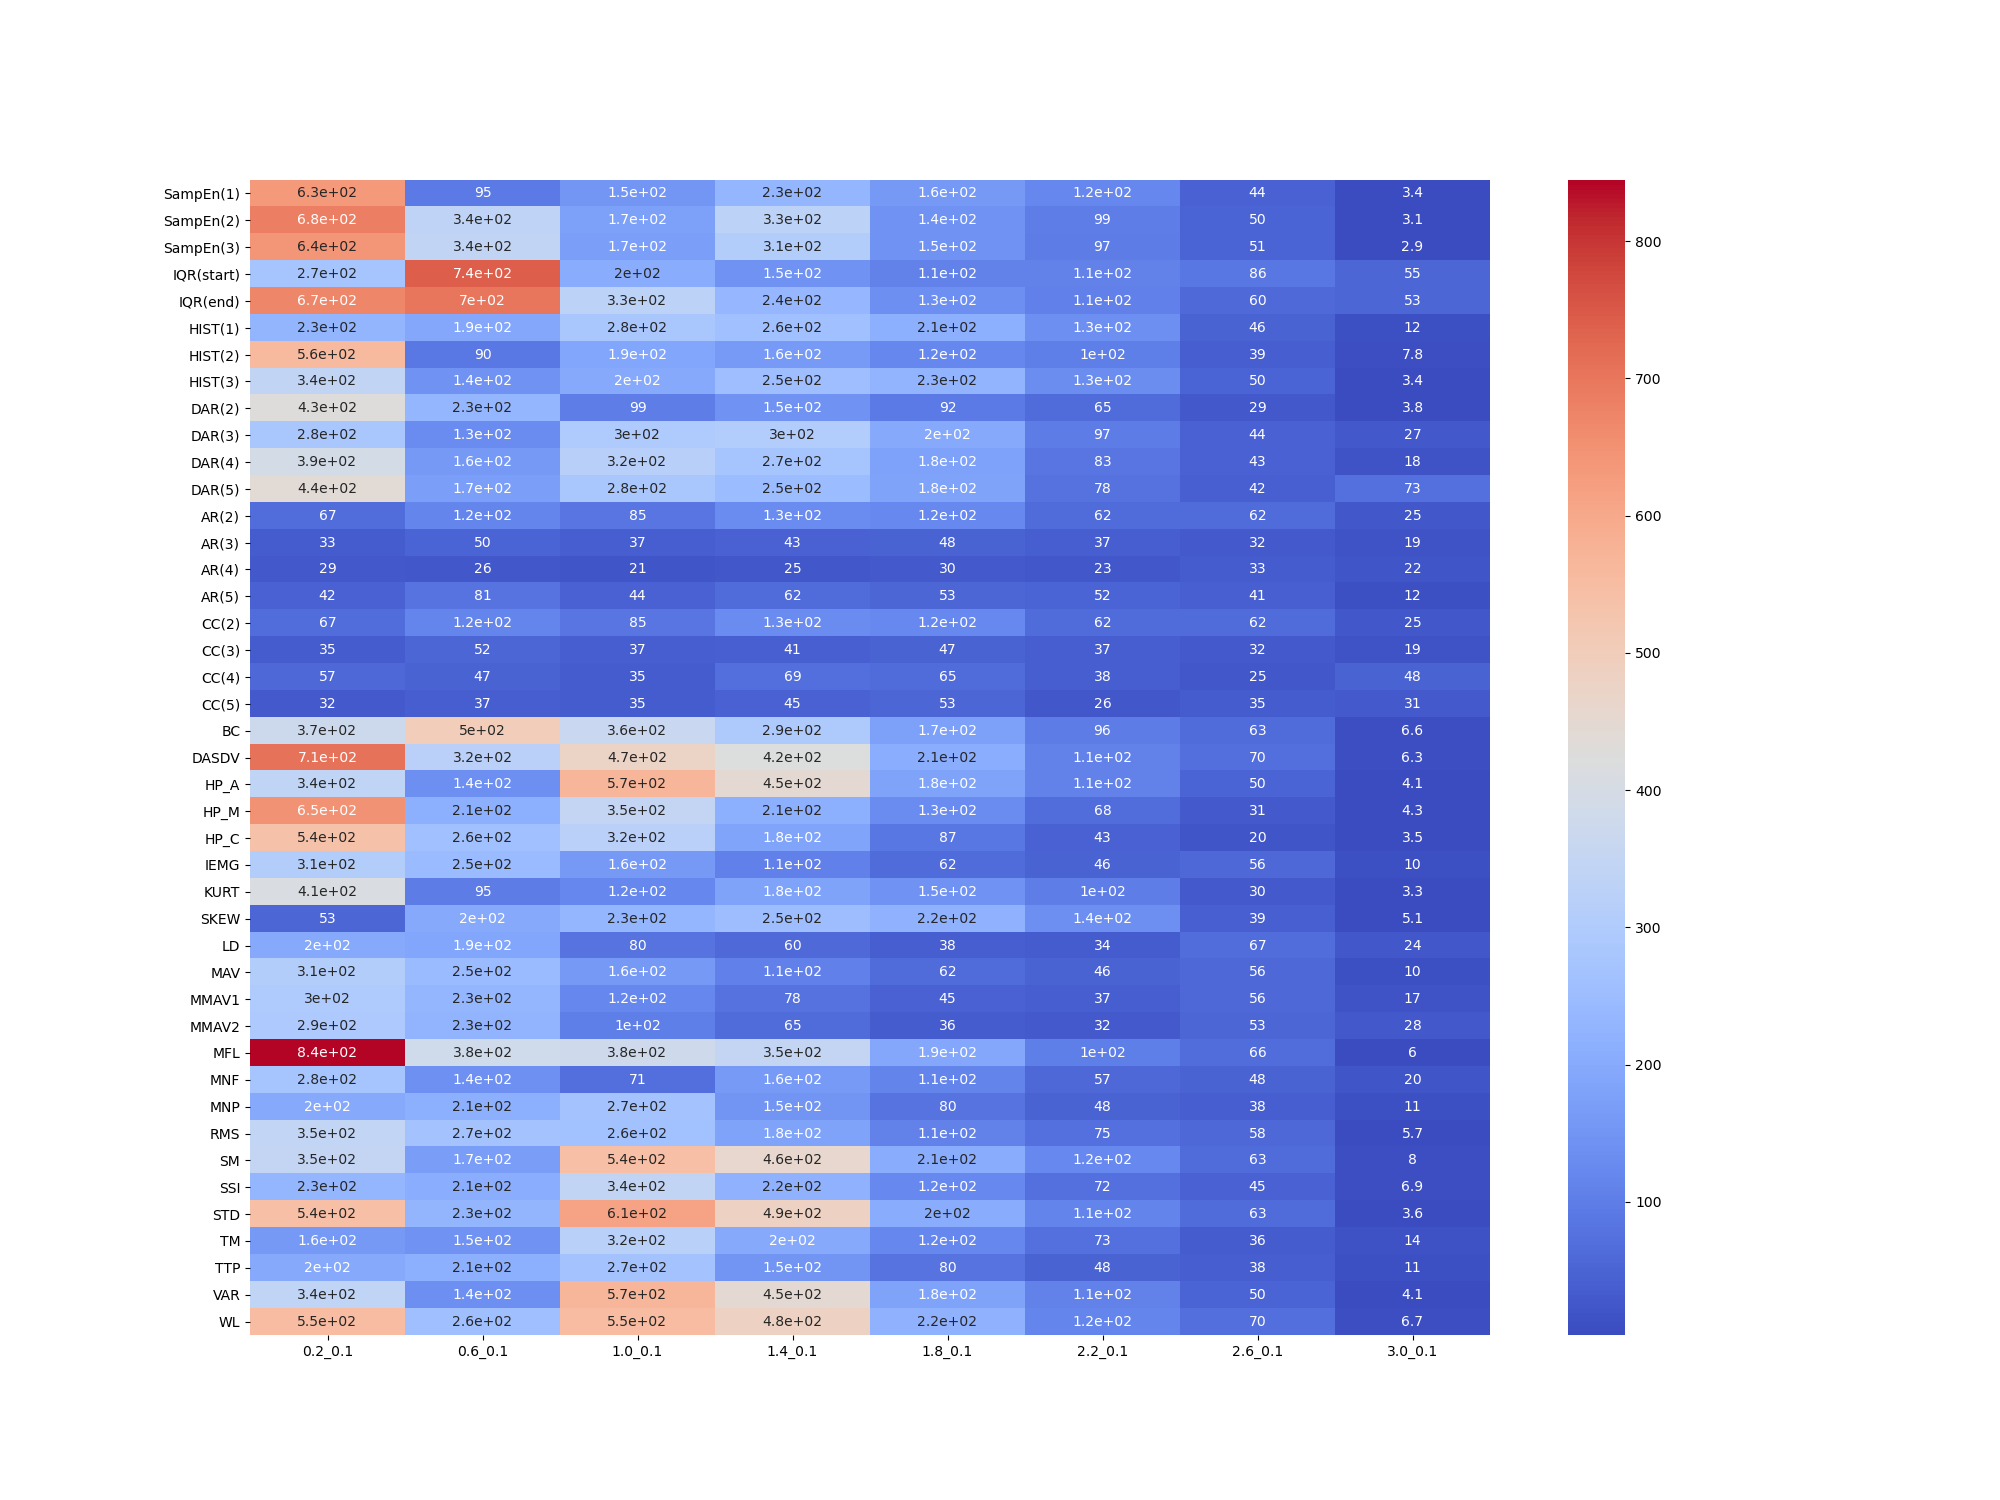 SampEn(1) 6.3e+02 95 1.5e+02 2.3e+02 1.6e+02 1.2e+02 44 3.4
SampEn(2) 6.8e+02 3.4e+02 1.7e+02 3.3e+02 1.4e+02 99 50 3.1
SampEn(3) 6.4e+02 3.4e+02 1.7e+02 3.1e+02 1.5e+02 97 51 2.9
IQR(start) 2.7e+02 7.4e+02 2e+02 1.5e+02 1.1e+02 1.1e+02 86 55
IQR(end) 6.7e+02 7e+02 3.3e+02 2.4e+02 1.3e+02 1.1e+02 60 53
HIST(1) 2.3e+02 1.9e+02 2.8e+02 2.6e+02 2.1e+02 1.3e+02 46 12
HIST(2) 5.6e+02 90 1.9e+02 1.6e+02 1.2e+02 1e+02 39 7.8
HIST(3) 3.4e+02 1.4e+02 2e+02 2.5e+02 2.3e+02 1.3e+02 50 3.4
DAR(2) 4.3e+02 2.3e+02 99 1.5e+02 92 65 29 3.8
DAR(3) 2.8e+02 1.3e+02 3e+02 3e+02 2e+02 97 44 27
DAR(4) 3.9e+02 1.6e+02 3.2e+02 2.7e+02 1.8e+02 83 43 18
DAR(5) 4.4e+02 1.7e+02 2.8e+02 2.5e+02 1.8e+02 78 42 73
AR(2) 67 1.2e+02 85 1.3e+02 1.2e+02 62 62 25
AR(3) 33 50 37 43 48 37 32 19
AR(4) 29 26 21 25 30 23 33 22
AR(5) 42 81 44 62 53 52 41 12
CC(2) 67 1.2e+02 85 1.3e+02 1.2e+02 62 62 25
CC(3) 35 52 37 41 47 37 32 19
CC(4) 57 47 35 69 65 38 25 48
CC(5) 32 37 35 45 53 26 35 31
BC 3.7e+02 5e+02 3.6e+02 2.9e+02 1.7e+02 96 63 6.6
DASDV 7.1e+02 3.2e+02 4.7e+02 4.2e+02 2.1e+02 1.1e+02 70 6.3
HP_A 3.4e+02 1.4e+02 5.7e+02 4.5e+02 1.8e+02 1.1e+02 50 4.1
HP_M 6.5e+02 2.1e+02 3.5e+02 2.1e+02 1.3e+02 68 31 4.3
HP_C 5.4e+02 2.6e+02 3.2e+02 1.8e+02 87 43 20 3.5
IEMG 3.1e+02 2.5e+02 1.6e+02 1.1e+02 62 46 56 10
KURT 4.1e+02 95 1.2e+02 1.8e+02 1.5e+02 1e+02 30 3.3
SKEW 53 2e+02 2.3e+02 2.5e+02 2.2e+02 1.4e+02 39 5.1
LD 2e+02 1.9e+02 80 60 38 34 67 24
MAV 3.1e+02 2.5e+02 1.6e+02 1.1e+02 62 46 56 10
MMAV1 3e+02 2.3e+02 1.2e+02 78 45 37 56 17
MMAV2 2.9e+02 2.3e+02 1e+02 65 36 32 53 28
MFL 8.4e+02 3.8e+02 3.8e+02 3.5e+02 1.9e+02 1e+02 66 6
MNF 2.8e+02 1.4e+02 71 1.6e+02 1.1e+02 57 48 20
MNP 2e+02 2.1e+02 2.7e+02 1.5e+02 80 48 38 11
RMS 3.5e+02 2.7e+02 2.6e+02 1.8e+02 1.1e+02 75 58 5.7
SM 3.5e+02 1.7e+02 5.4e+02 4.6e+02 2.1e+02 1.2e+02 63 8
SSI 2.3e+02 2.1e+02 3.4e+02 2.2e+02 1.2e+02 72 45 6.9
STD 5.4e+02 2.3e+02 6.1e+02 4.9e+02 2e+02 1.1e+02 63 3.6
TM 1.6e+02 1.5e+02 3.2e+02 2e+02 1.2e+02 73 36 14
TTP 2e+02 2.1e+02 2.7e+02 1.5e+02 80 48 38 11
VAR 3.4e+02 1.4e+02 5.7e+02 4.5e+02 1.8e+02 1.1e+02 50 4.1
WL 5.5e+02 2.6e+02 5.5e+02 4.8e+02 2.2e+02 1.2e+02 70 6.7
0.2_0.1 0.6_0.1 1.0_0.1 1.4_0.1 1.8_0.1 2.2_0.1 2.6_0.1 3.0_0.1
800
700
600
500
400
300
200
100